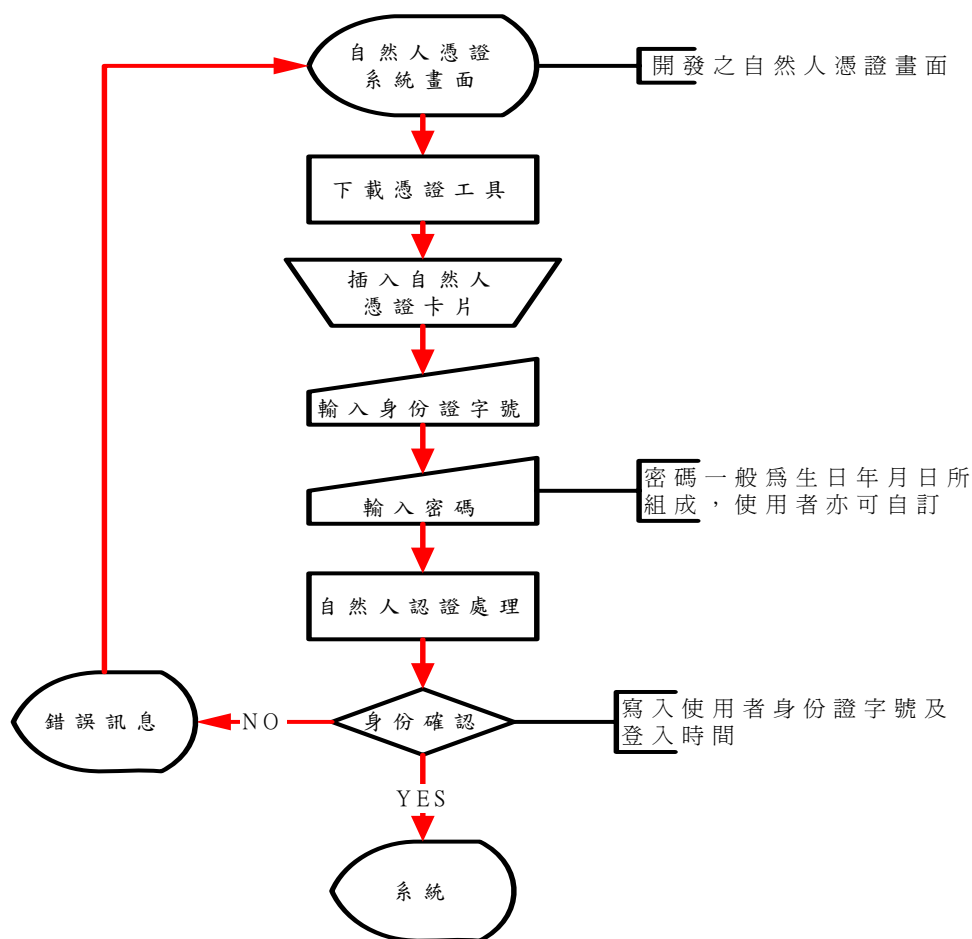 自然人憑證
系統畫面
開發之自然人憑證畫面
下載憑證工具
插入自然人
憑證卡片
輸入身份證字號
輸入密碼
密碼一般爲生日年月日所
組成，使用者亦可自訂
自然人認證處理
錯誤訊息
NO
身份確認
寫入使用者身份證字號及
登入時間
YES
系統